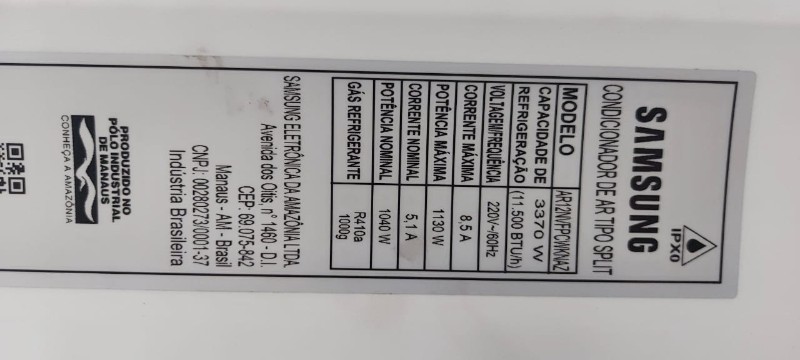 SAMSUNG
IPX0
CONDICIONADOR DE AR TIPO SPLIT
MODELO AR12NVFPCWKNAZ
CAPACIDADE DE REFRIGERAÇÃO 3370 W (11.500 BTU/h)
VOLTAGEM/FREQUÊNCIA 220V~/60Hz
CORRENTE MÁXIMA 8,5 A
POTÊNCIA MÁXIMA 1130 W
CORRENTE NOMINAL 5,1 A
POTÊNCIA NOMINAL 1040 W
GÁS REFRIGERANTE R410a 1000g
SAMSUNG ELETRÔNICA DA AMAZÔNIA LTDA.
Avenida dos Oitis, n° 1460 - D.I.
CEP: 69.075-842
Manaus - AM - Brasil
CNPJ: 00280273/0001-37
Indústria Brasileira
PRODUZIDO NO
PÓLO INDUSTRIAL
DE MANAUS
CONHEÇA A AMAZÔNIA